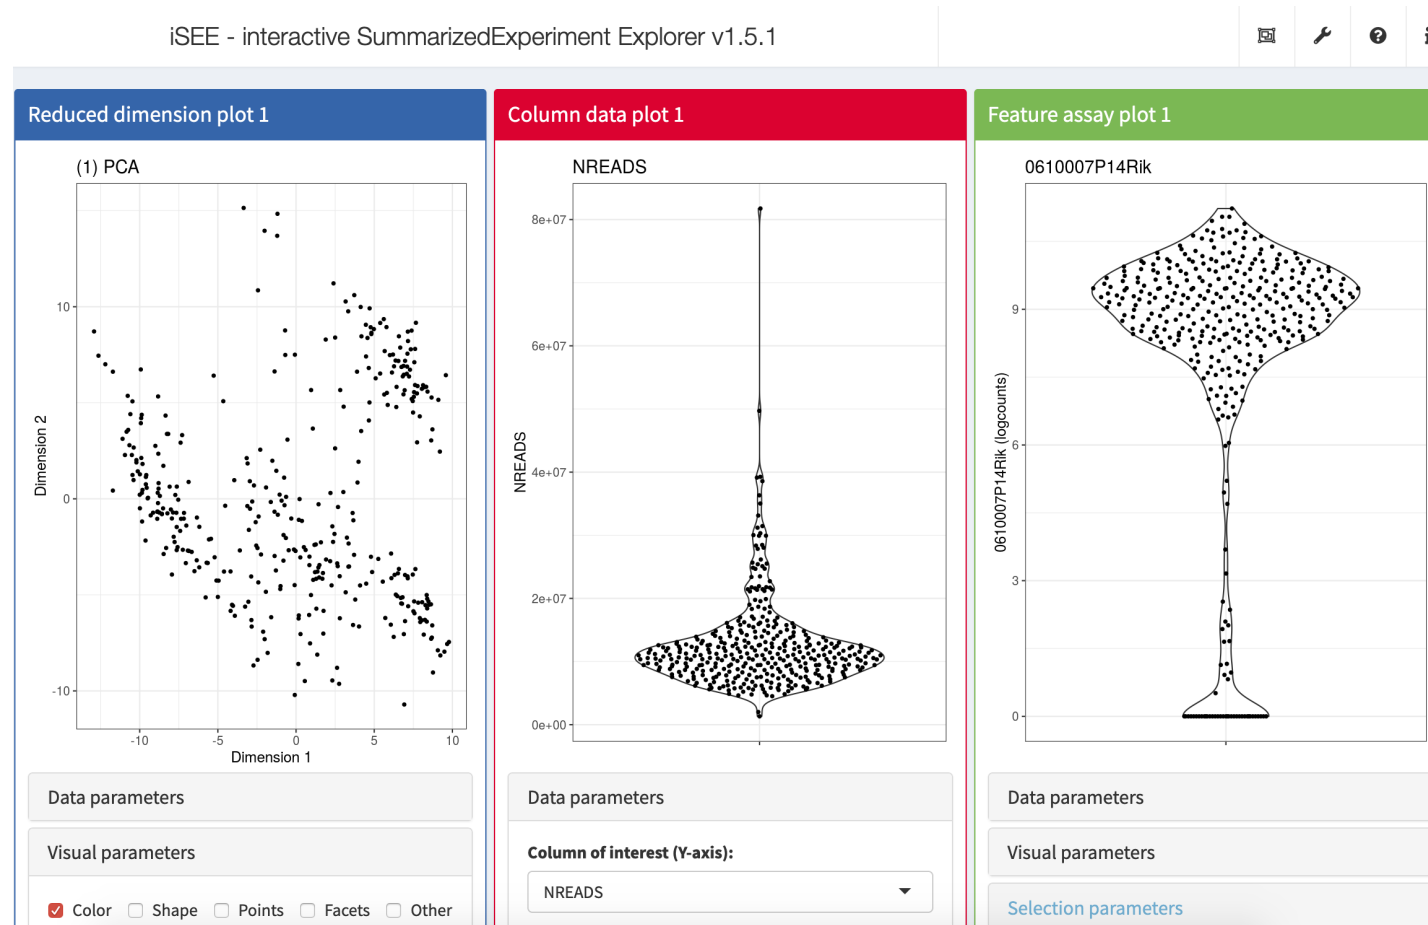 iSEE - interactive SummarizedExperiment Explorer v1.5.1
Reduced dimension plot 1
(1) PCA
Dimension 2
10
0
-10
-10
-5
0
5
10
Dimension 1
Data parameters
Visual parameters
Color
Shape
Points
Facets
Other
Column data plot 1
NREADS
NREADS
8e+07
6e+07
4e+07
2e+07
0e+00
Data parameters
Column of interest (Y-axis):
NREADS
Feature assay plot 1
0610007P14Rik
0610007P14Rik (logcounts)
9
6
3
0
Data parameters
Visual parameters
Selection parameters